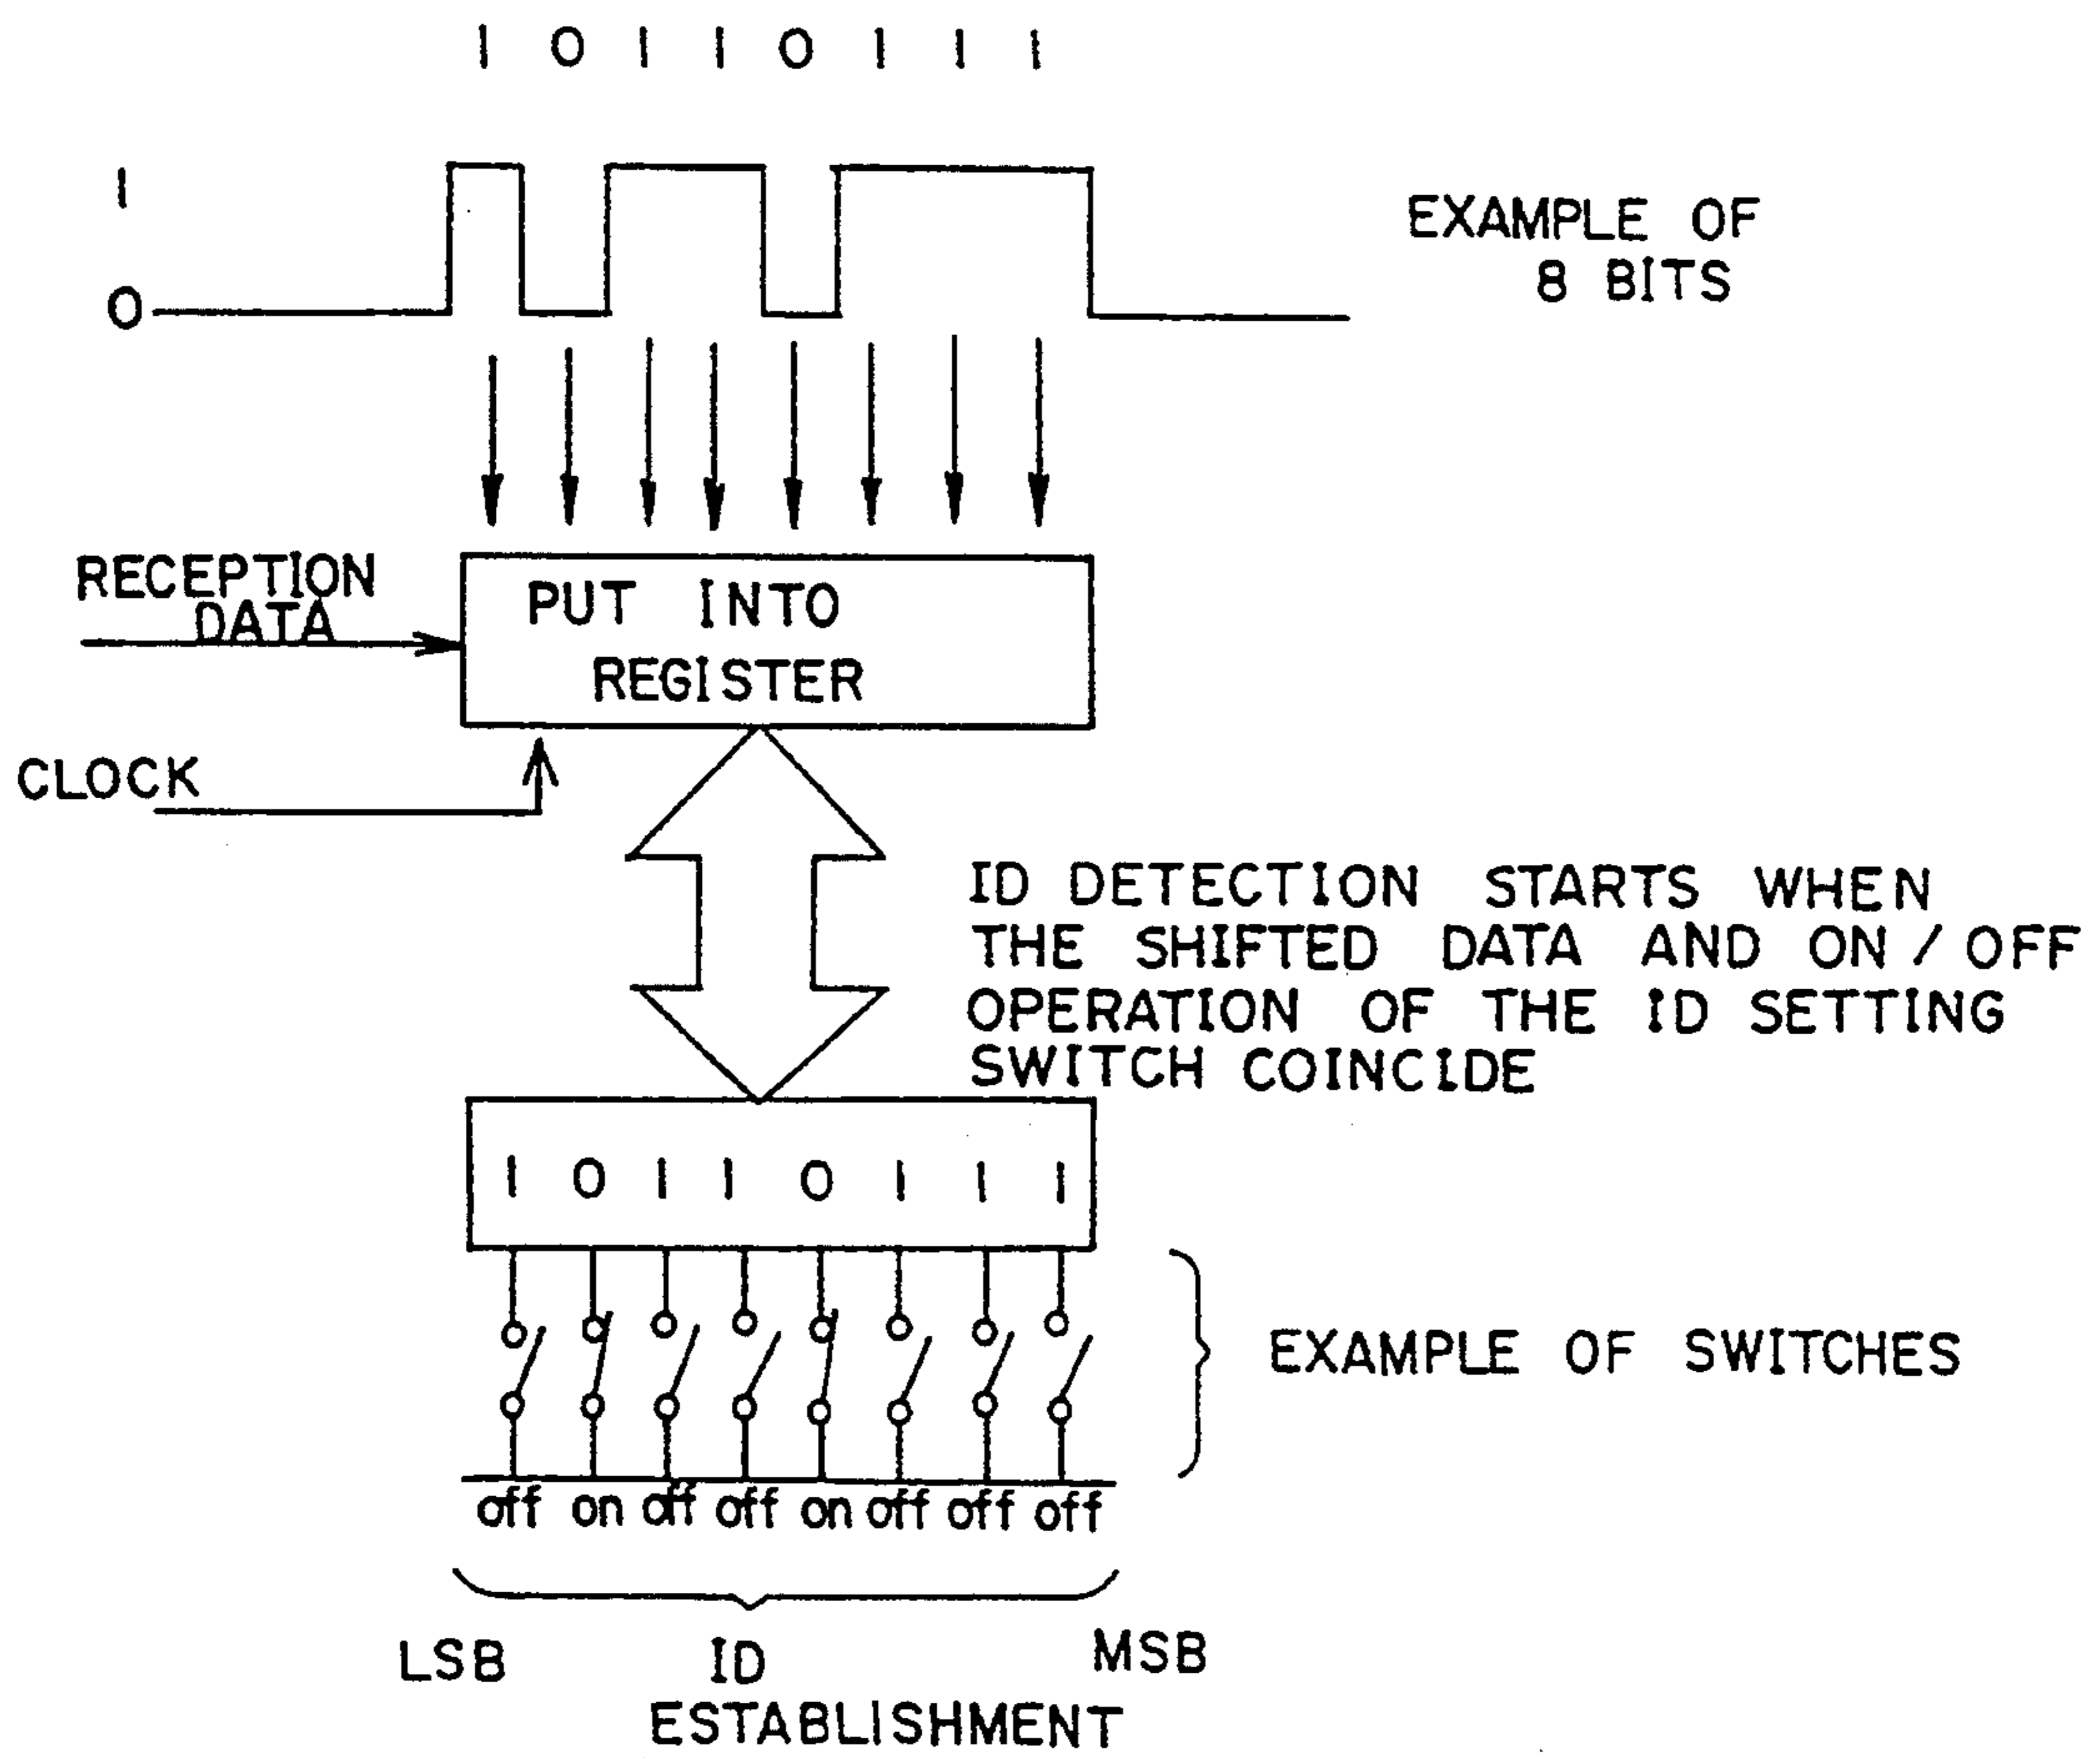 1 0 1 1 0 1 1 1
1
0
EXAMPLE OF
8 BITS
RECEPTION
DATA
PUT INTO
REGISTER
CLOCK
ID DETECTION STARTS WHEN
THE SHIFTED DATA AND ON / OFF
OPERATION OF THE ID SETTING
SWITCH COINCIDE
1 0 1 1 0 1 1 1
EXAMPLE OF SWITCHES
off on off off on off off off
LSB
ID
ESTABLISHMENT
MSB